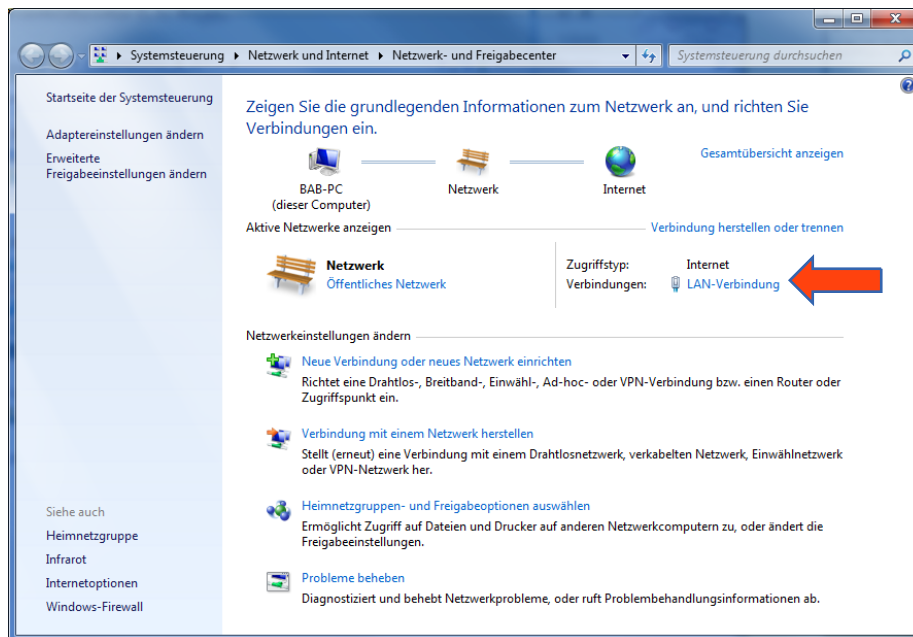 Systemsteuerung Netzwerk und Internet Netzwerk- und Freigabecenter
Systemsteuerung durchsuchen
Startseite der Systemsteuerung
Adaptereinstellungen ändern
Erweiterte
Freigabeeinstellungen ändern
Zeigen Sie die grundlegenden Informationen zum Netzwerk an, und richten Sie
Verbindungen ein.
Gesamtübersicht anzeigen
BAB-PC
(dieser Computer)
Netzwerk
Internet
Aktive Netzwerke anzeigen
Verbindung herstellen oder trennen
Netzwerk
Öffentliches Netzwerk
Zugriffstyp: Internet
Verbindungen: LAN-Verbindung
Netzwerkeinstellungen ändern
Neue Verbindung oder neues Netzwerk einrichten
Richtet eine Drahtlos-, Breitband-, Einwähl-, Ad-hoc- oder VPN-Verbindung bzw. einen Router oder
Zugriffspunkt ein.
Verbindung mit einem Netzwerk herstellen
Stellt (erneut) eine Verbindung mit einem Drahtlosnetzwerk, verkabelten Netzwerk, Einwählnetzwerk
oder VPN-Netzwerk her.
Heimnetzgruppen- und Freigabeoptionen auswählen
Ermöglicht Zugriff auf Dateien und Drucker auf anderen Netzwerkcomputern zu, oder ändert die
Freigabeeinstellungen.
Probleme beheben
Diagnostiziert und behebt Netzwerkprobleme, oder ruft Problembehandlungsinformationen ab.
Siehe auch
Heimnetzgruppe
Infrarot
Internetoptionen
Windows-Firewall